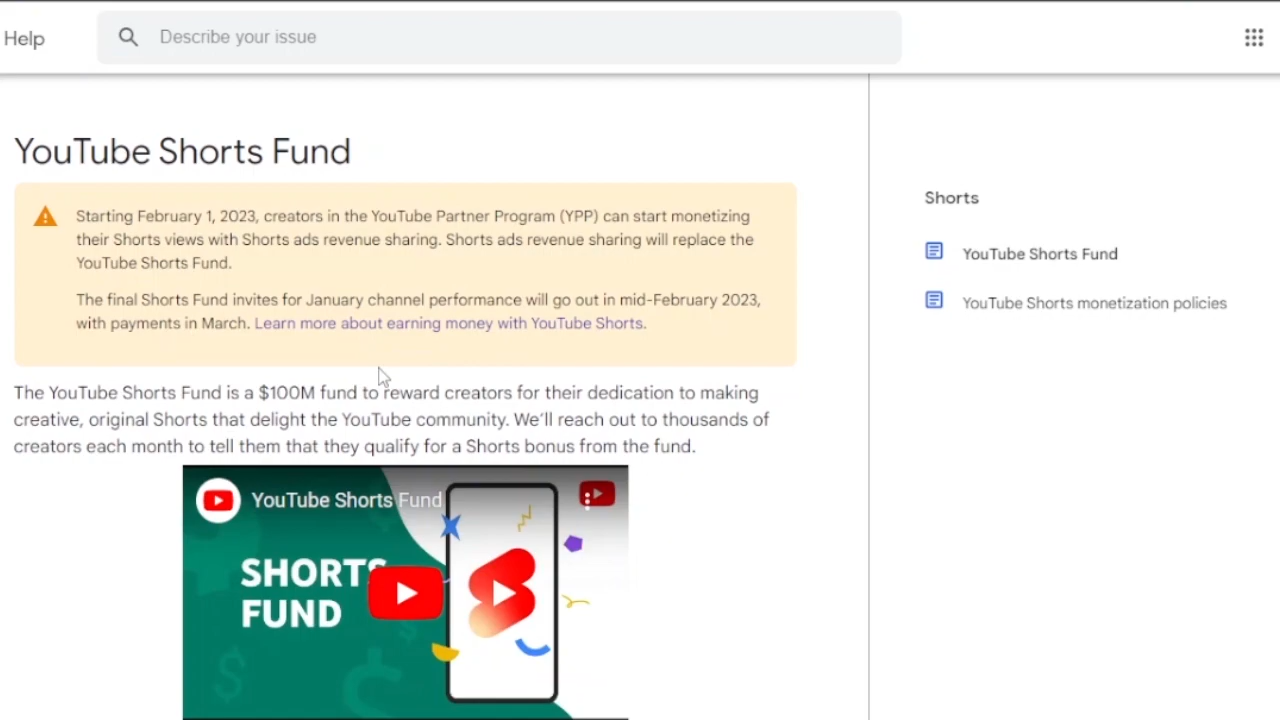 Help
Describe your issue
YouTube Shorts Fund
Starting February 1, 2023, creators in the YouTube Partner Program (YPP) can start monetizing
their Shorts views with Shorts ads revenue sharing. Shorts ads revenue sharing will replace the
YouTube Shorts Fund.
The final Shorts Fund invites for January channel performance will go out in mid-February 2023,
with payments in March. Learn more about earning money with YouTube Shorts.
The YouTube Shorts Fund is a $100M fund to reward creators for their dedication to making
creative, original Shorts that delight the YouTube community. We'll reach out to thousands of
creators each month to tell them that they qualify for a Shorts bonus from the fund.
YouTube Shorts Fund
SHORTS
FUND
Shorts
YouTube Shorts Fund
YouTube Shorts monetization policies